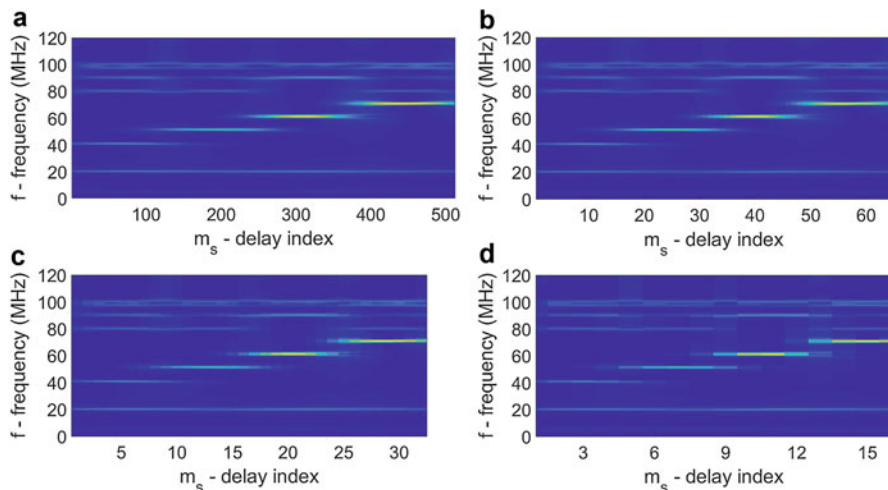 a
f - frequency (MHz)
120
100
80
60
40
20
0
100 200 300 400 500
m_s - delay index
b
f - frequency (MHz)
120
100
80
60
40
20
0
10 20 30 40 50 60
m_s - delay index
c
f - frequency (MHz)
120
100
80
60
40
20
0
5 10 15 20 25 30
m_s - delay index
d
f - frequency (MHz)
120
100
80
60
40
20
0
3 6 9 12 15
m_s - delay index